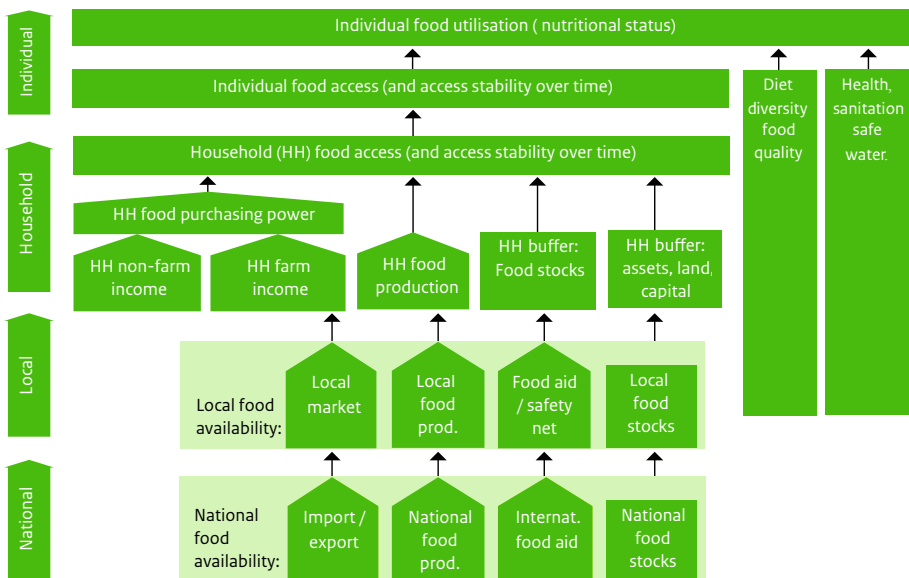 Individual
Individual food utilisation ( nutritional status)
Individual food access (and access stability over time)
Diet
diversity
food
quality
Health,
sanitation
safe
water.
Household
Household (HH) food access (and access stability over time)
HH food purchasing power
HH non-farm
income
HH farm
income
HH food
production
HH buffer:
Food stocks
HH buffer:
assets, land,
capital
Local
Local food
availability:
Local
market
Local
food
prod.
Food aid
/ safety
net
Local
food
stocks
National
National
food
availability:
Import /
export
National
food
prod.
Internat.
food aid
National
food
stocks